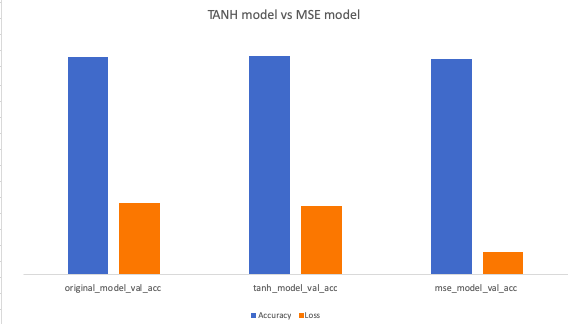 TANH model vs MSE model
original_model_val_acc tanh_model_val_acc mse_model_val_acc
Accuracy Loss